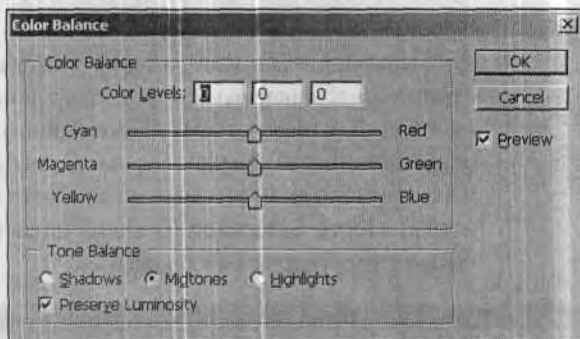 Color Balance
Color Balance
Color Levels: 0 0 0
Cyan Red
Magenta Green
Yellow Blue
Tone Balance
Shadows Midtones Highlights
Preserve Luminosity
OK
Cancel
Preview